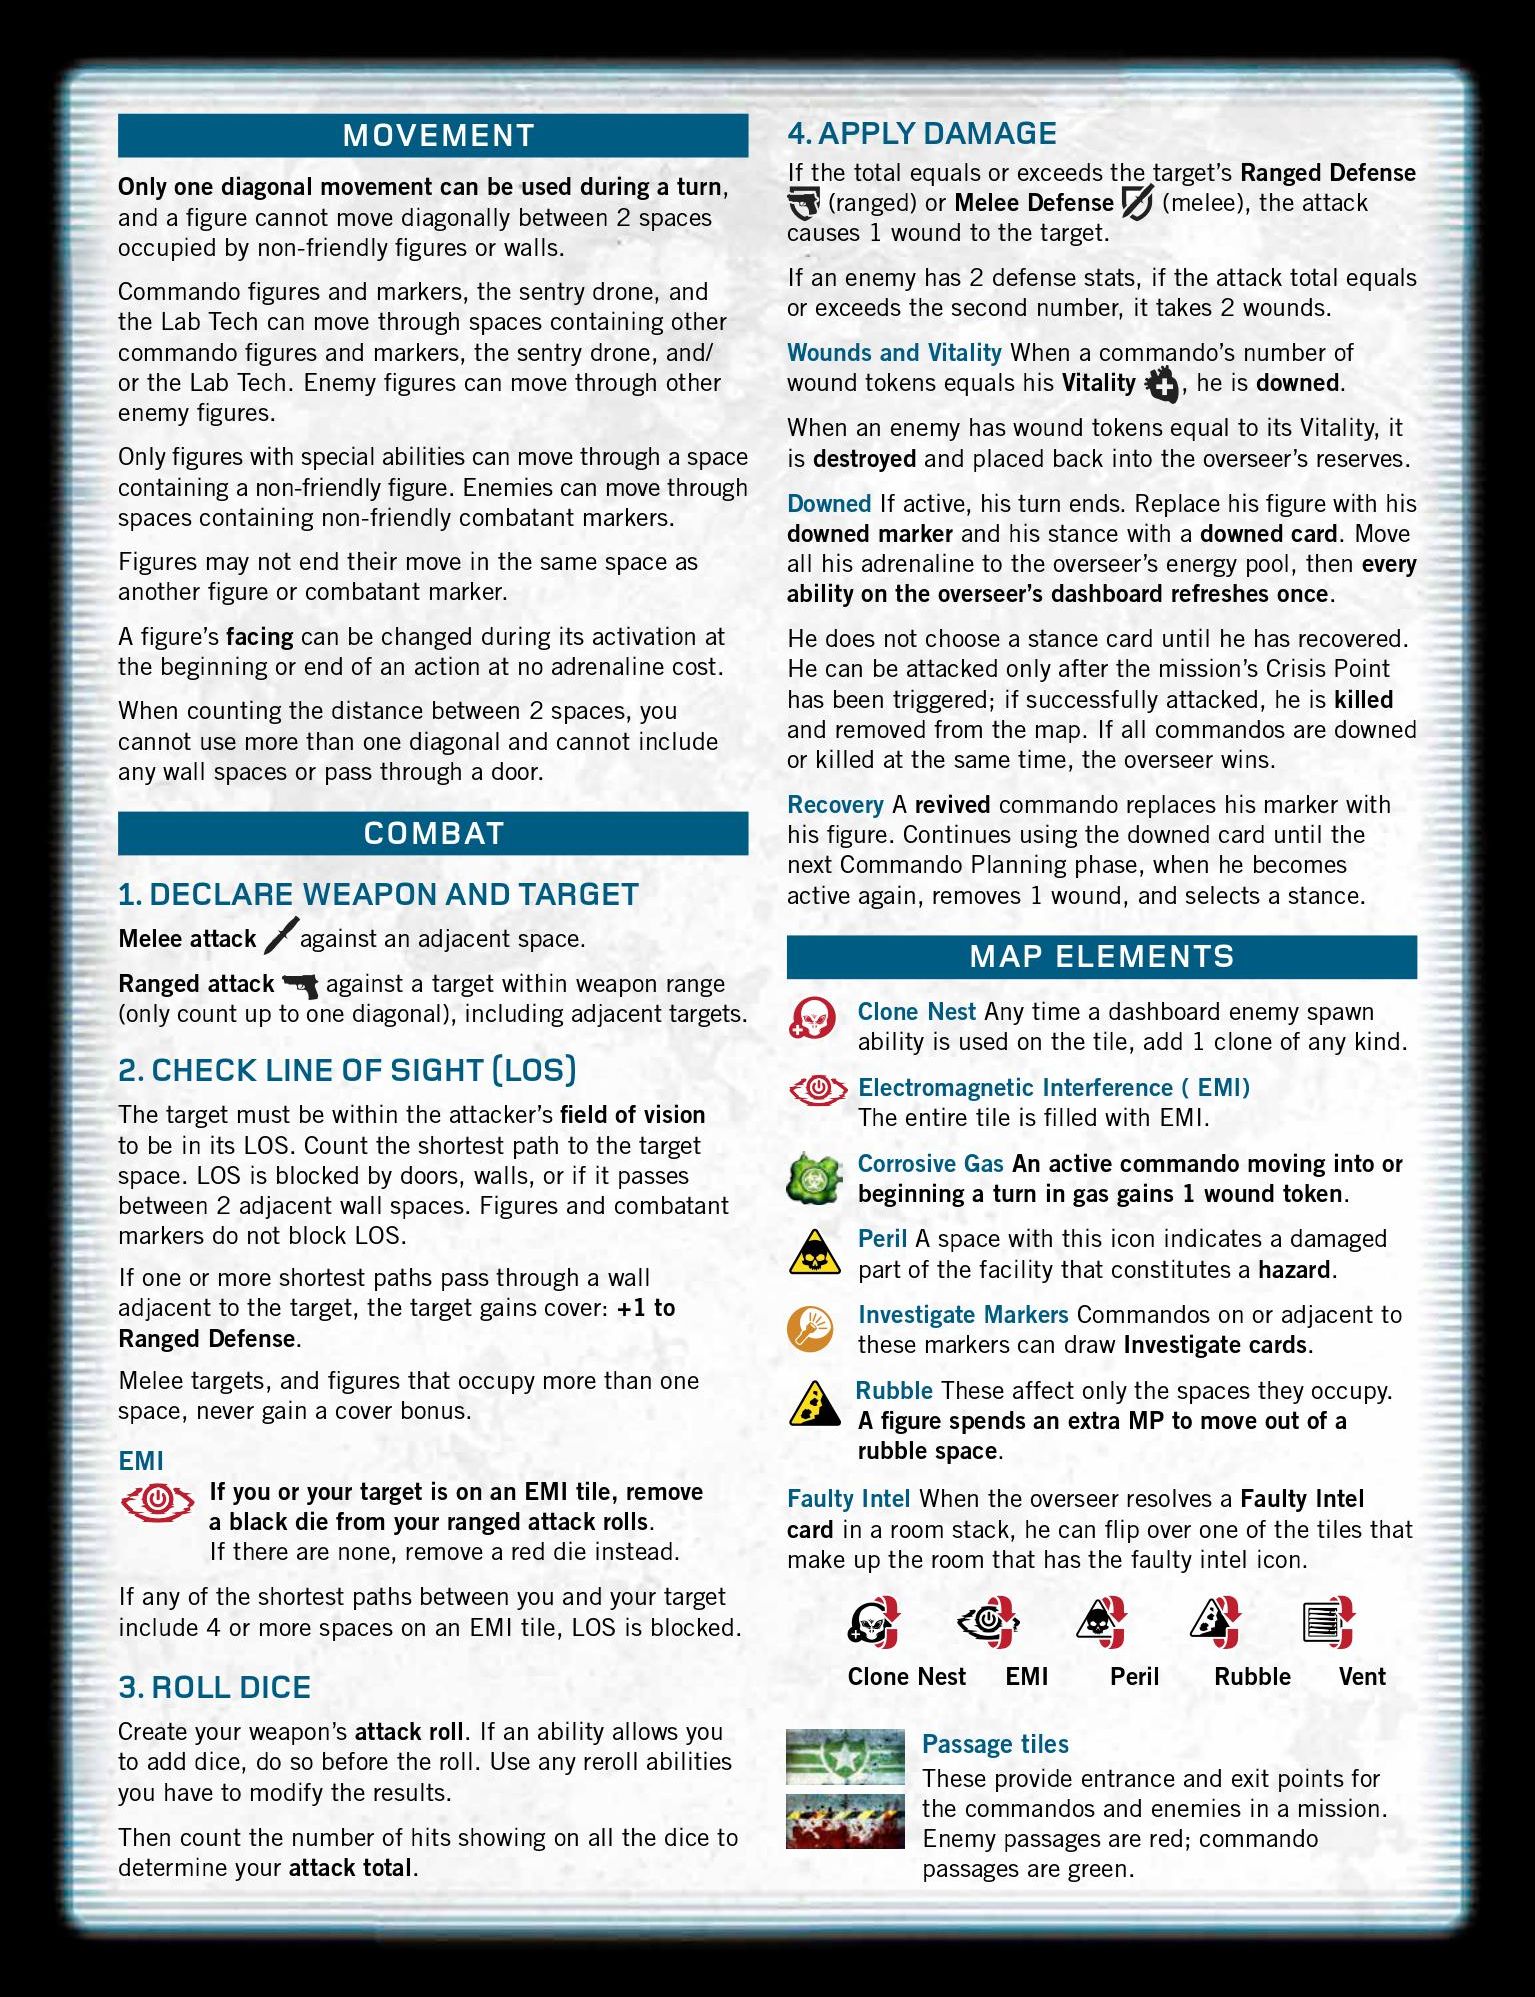 MOVEMENT
Only one diagonal movement can be used during a turn,
and a figure cannot move diagonally between 2 spaces
occupied by non-friendly figures or walls.
Commando figures and markers, the sentry drone, and
the Lab Tech can move through spaces containing other
commando figures and markers, the sentry drone, and/
or the Lab Tech. Enemy figures can move through other
enemy figures.
Only figures with special abilities can move through a space
containing a non-friendly figure. Enemies can move through
spaces containing non-friendly combatant markers.
Figures may not end their move in the same space as
another figure or combatant marker.
A figure's facing can be changed during its activation at
the beginning or end of an action at no adrenaline cost.
When counting the distance between 2 spaces, you
cannot use more than one diagonal and cannot include
any wall spaces or pass through a door.
COMBAT
1. DECLARE WEAPON AND TARGET
Melee attack against an adjacent space.
Ranged attack against a target within weapon range
(only count up to one diagonal), including adjacent targets.
2. CHECK LINE OF SIGHT (LOS)
The target must be within the attacker's field of vision
to be in its LOS. Count the shortest path to the target
space. LOS is blocked by doors, walls, or if it passes
between 2 adjacent wall spaces. Figures and combatant
markers do not block LOS.
If one or more shortest paths pass through a wall
adjacent to the target, the target gains cover: +1 to
Ranged Defense.
Melee targets, and figures that occupy more than one
space, never gain a cover bonus.
EMI
If you or your target is on an EMI tile, remove
a black die from your ranged attack rolls.
If there are none, remove a red die instead.
If any of the shortest paths between you and your target
include 4 or more spaces on an EMI tile, LOS is blocked.
3. ROLL DICE
Create your weapon's attack roll. If an ability allows you
to add dice, do so before the roll. Use any reroll abilities
you have to modify the results.
Then count the number of hits showing on all the dice to
determine your attack total.
4. APPLY DAMAGE
If the total equals or exceeds the target's Ranged Defense
(ranged) or Melee Defense (melee), the attack
causes 1 wound to the target.
If an enemy has 2 defense stats, if the attack total equals
or exceeds the second number, it takes 2 wounds.
Wounds and Vitality When a commando's number of
wound tokens equals his Vitality , he is downed.
When an enemy has wound tokens equal to its Vitality, it
is destroyed and placed back into the overseer's reserves.
Downed If active, his turn ends. Replace his figure with his
downed marker and his stance with a downed card. Move
all his adrenaline to the overseer's energy pool, then every
ability on the overseer's dashboard refreshes once.
He does not choose a stance card until he has recovered.
He can be attacked only after the mission's Crisis Point
has been triggered; if successfully attacked, he is killed
and removed from the map. If all commandos are downed
or killed at the same time, the overseer wins.
Recovery A revived commando replaces his marker with
his figure. Continues using the downed card until the
next Commando Planning phase, when he becomes
active again, removes 1 wound, and selects a stance.
MAP ELEMENTS
Clone Nest Any time a dashboard enemy spawn
ability is used on the tile, add 1 clone of any kind.
Electromagnetic Interference ( EMI)
The entire tile is filled with EMI.
Corrosive Gas An active commando moving into or
beginning a turn in gas gains 1 wound token.
Peril A space with this icon indicates a damaged
part of the facility that constitutes a hazard.
Investigate Markers Commandos on or adjacent to
these markers can draw Investigate cards.
Rubble These affect only the spaces they occupy.
A figure spends an extra MP to move out of a
rubble space.
Faulty Intel When the overseer resolves a Faulty Intel
card in a room stack, he can flip over one of the tiles that
make up the room that has the faulty intel icon.
Clone Nest EMI Peril Rubble Vent
Passage tiles
These provide entrance and exit points for
the commandos and enemies in a mission.
Enemy passages are red; commando
passages are green.